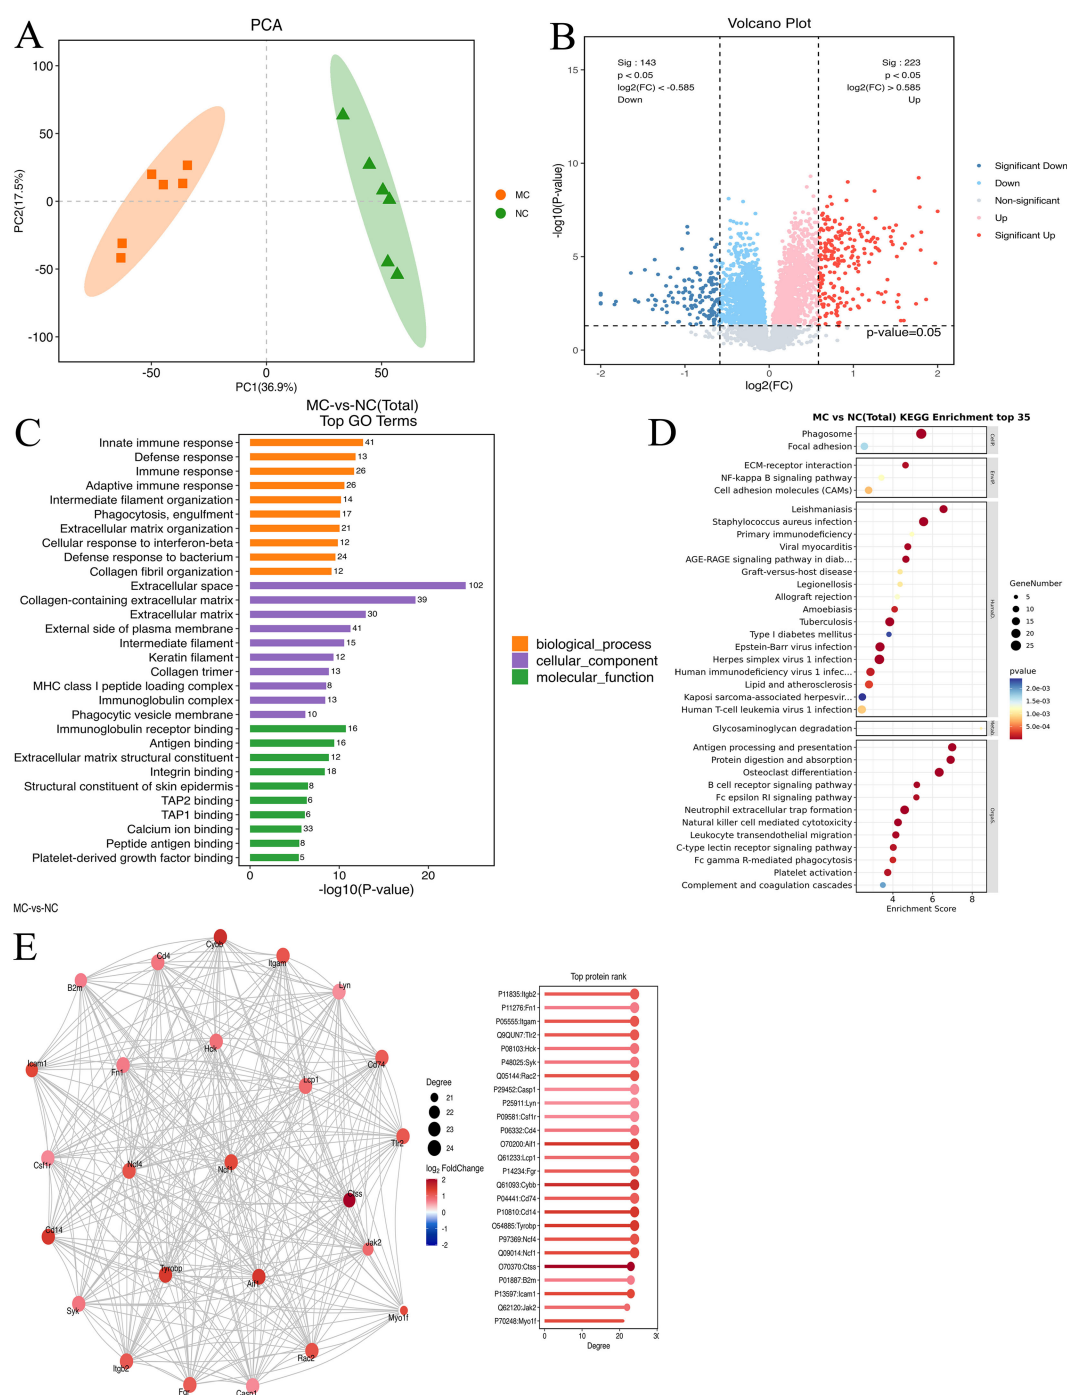 A
PCA
100
50
0
-50
-100
PC2(17.5%)
-50
0
50
PC1(36.9%)
MC
NC
B
Volcano Plot
Sig : 143
p < 0.05
log2(FC) < -0.585
Down
Sig : 223
p < 0.05
log2(FC) > 0.585
Up
15
10
5
0
-log10(P-value)
p-value=0.05
-2
-1
0
1
2
log2(FC)
Significant Down
Down
Non-significant
Up
Significant Up
C
MC-vs-NC(Total)
Top GO Terms
Innate immune response 41
Defense response 13
Immune response 26
Adaptive immune response 26
Intermediate filament organization 14
Phagocytosis, engulfment 17
Extracellular matrix organization 21
Cellular response to interferon-beta 12
Defense response to bacterium 24
Collagen fibril organization 12
Extracellular space 102
Collagen-containing extracellular matrix 39
Extracellular matrix 30
External side of plasma membrane 41
Intermediate filament 15
Keratin filament 12
Collagen trimer 13
MHC class I peptide loading complex 8
Immunoglobulin complex 13
Phagocytic vesicle membrane 10
Immunoglobulin receptor binding 16
Antigen binding 16
Extracellular matrix structural constituent 12
Integrin binding 18
Structural constituent of skin epidermis 8
TAP2 binding 6
TAP1 binding 6
Calcium ion binding 33
Peptide antigen binding 8
Platelet-derived growth factor binding 5
0
10
20
-log10(P-value)
biological_process
cellular_component
molecular_function
D
MC vs NC(Total) KEGG Enrichment top 35
Phagosome
Focal adhesion
ECM-receptor interaction
NF-kappa B signaling pathway
Cell adhesion molecules (CAMs)
Leishmaniasis
Staphylococcus aureus infection
Primary immunodeficiency
Viral myocarditis
AGE-RAGE signaling pathway in diab...
Graft-versus-host disease
Legionellosis
Allograft rejection
Amoebiasis
Tuberculosis
Type I diabetes mellitus
Epstein-Barr virus infection
Herpes simplex virus 1 infection
Human immunodeficiency virus 1 infec...
Lipid and atherosclerosis
Kaposi sarcoma-associated herpesvir...
Human T-cell leukemia virus 1 infection
Glycosaminoglycan degradation
Antigen processing and presentation
Protein digestion and absorption
Osteoclast differentiation
B cell receptor signaling pathway
Fc epsilon RI signaling pathway
Neutrophil extracellular trap formation
Natural killer cell mediated cytotoxicity
Leukocyte transendothelial migration
C-type lectin receptor signaling pathway
Fc gamma R-mediated phagocytosis
Platelet activation
Complement and coagulation cascades
4
6
8
Enrichment Score
GeneNumber
5
10
15
20
25
pvalue
2.0e-03
1.5e-03
1.0e-03
5.0e-04
MC-vs-NC
E
Cybb
Cd4
Itgam
B2m
Lyn
Hck
Icam1
Fn1
Cd74
Lcp1
Tlr2
Csf1r
Ncf4
Ncf1
Ctss
Cd14
Jak2
Tyrobp
Aif1
Syk
Myo1f
Itgb2
Rac2
Fgr
Casp1
Degree
21
22
23
24
log2 FoldChange
2
1
0
-1
-2
Top protein rank
P11835:Itgb2
P11276:Fn1
P05555:Itgam
Q9QUN7:Tlr2
P08103:Hck
P48025:Syk
Q05144:Rac2
P29452:Casp1
P25911:Lyn
P09581:Csf1r
P06332:Cd4
O70200:Aif1
Q61233:Lcp1
P14234:Fgr
Q61093:Cybb
P04441:Cd74
P10810:Cd14
O54885:Tyrobp
P97369:Ncf4
Q09014:Ncf1
O70370:Ctss
P01887:B2m
P13597:Icam1
Q62120:Jak2
P70248:Myo1f
0
10
20
Degree